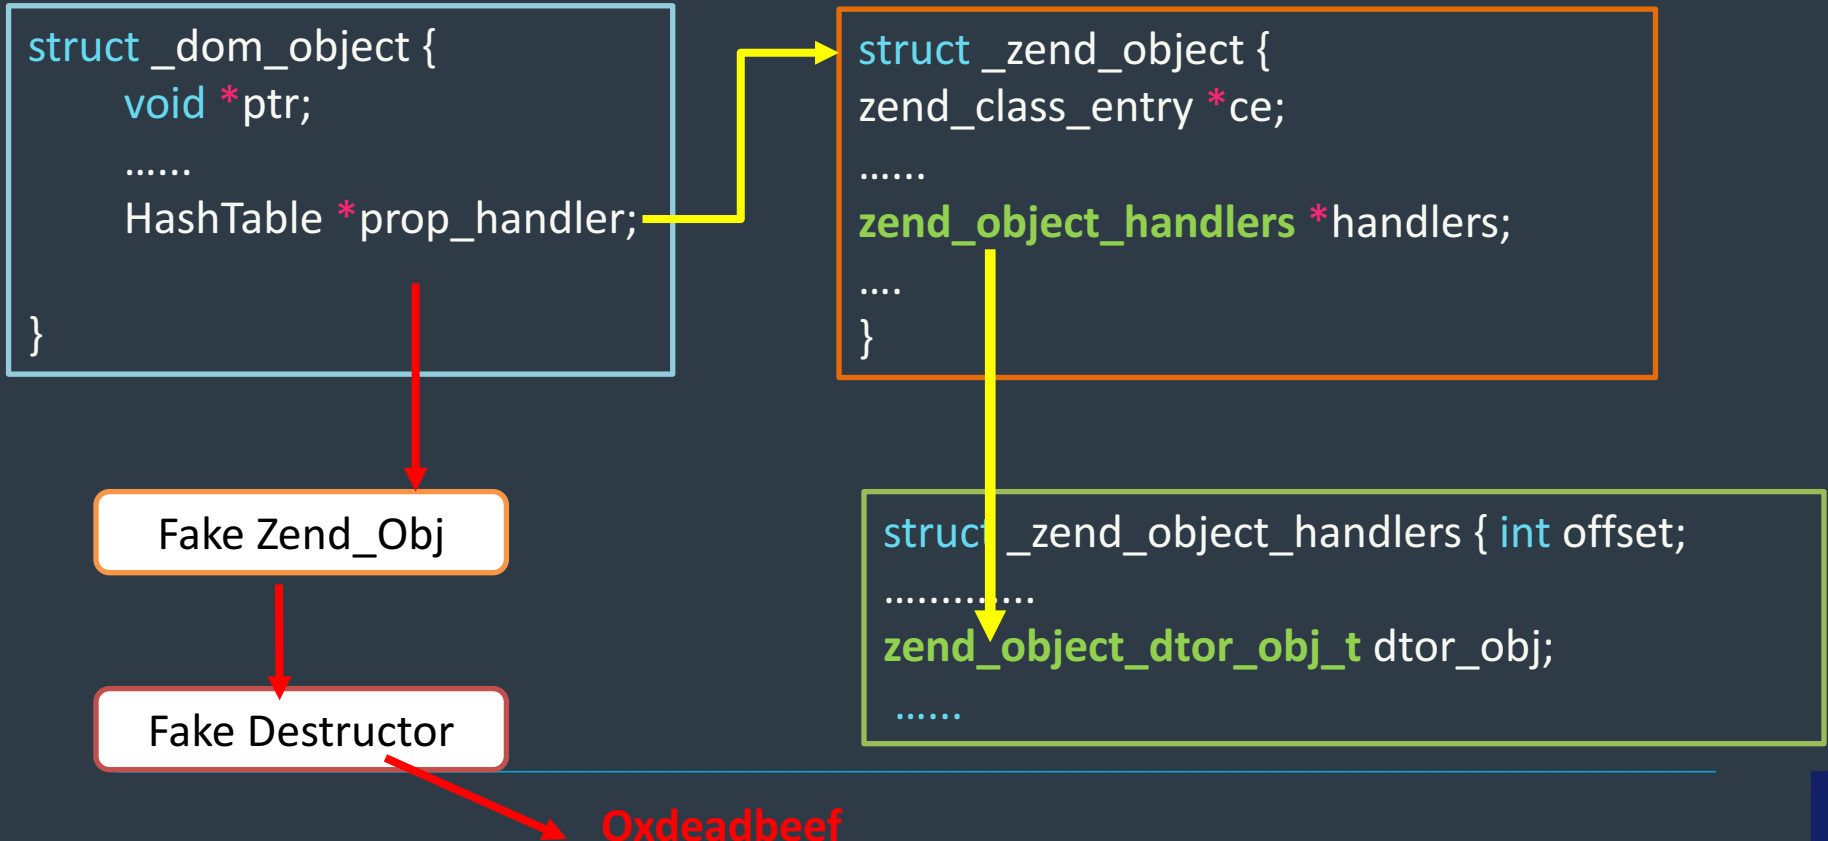 struct _dom_object {
void *ptr;
......
HashTable *prop_handler;
}
struct _zend_object {
zend_class_entry *ce;
......
zend_object_handlers *handlers;
....
}
Fake Zend_Obj
Fake Destructor
Oxdeadbeef
struct _zend_object_handlers { int offset;
.............
zend_object_dtor_obj_t dtor_obj;
......